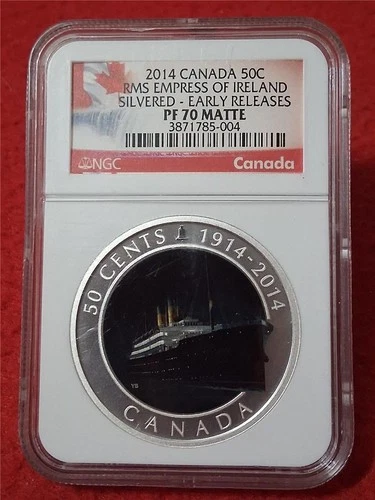 2014 CANADA 50C
RMS EMPRESS OF IRELAND
SILVERED - EARLY RELEASES
PF 70 MATTE
3871785-004
NGC
Canada
50 CENTS 1914-2014
YB
CANADA